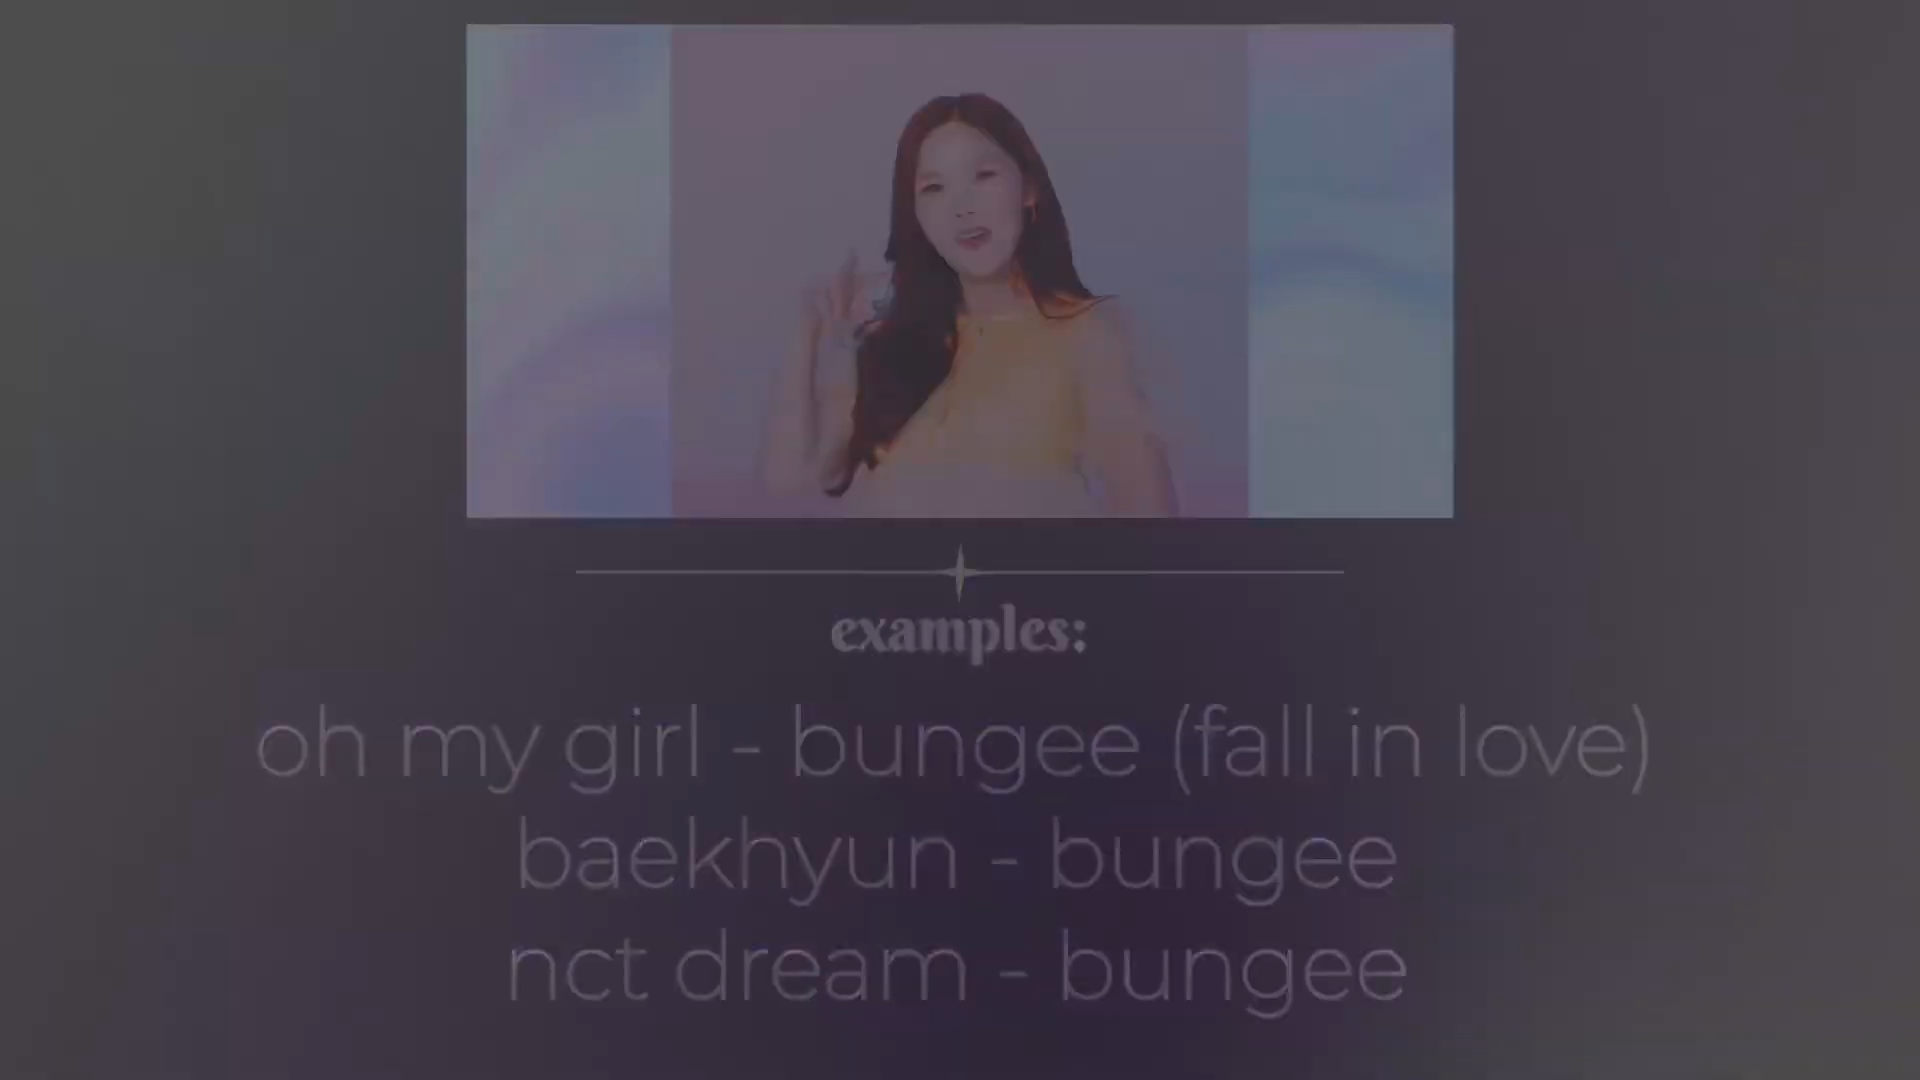 examples:
oh my girl - bungee (fall in love)
baekhyun - bungee
nct dream - bungee